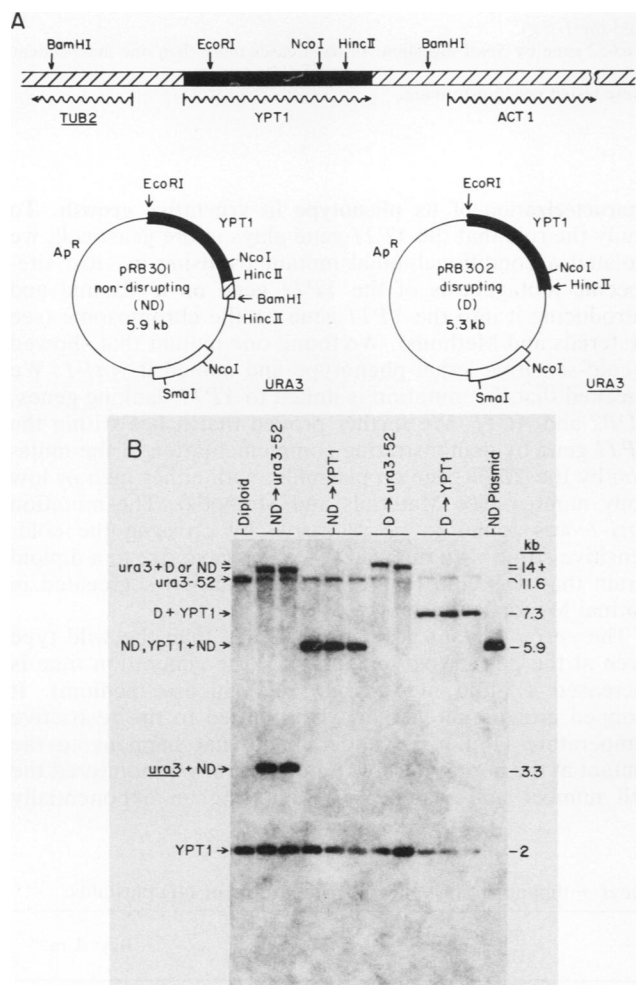 A
BamHI EcoRI NcoI HincII BamHI
TUB2 YPT1 ACT1
EcoRI EcoRI
YPT1 YPT1
Ap^R Ap^R
NcoI NcoI
HincII HincII
BamHI
HincII
pRB301 pRB302
non-disrupting disrupting
(ND) (D)
5.9 kb 5.3 kb
NcoI NcoI
SmaI URA3 SmaI URA3
B
Diploid
ND→ura3-52
ND→YPT1
D→ura3-52
D→YPT1
ND Plasmid
kb
ura3+D or ND 14+
ura3-52 11.6
D+YPT1 7.3
ND,YPT1+ND 5.9
ura3+ND 3.3
YPT1 2